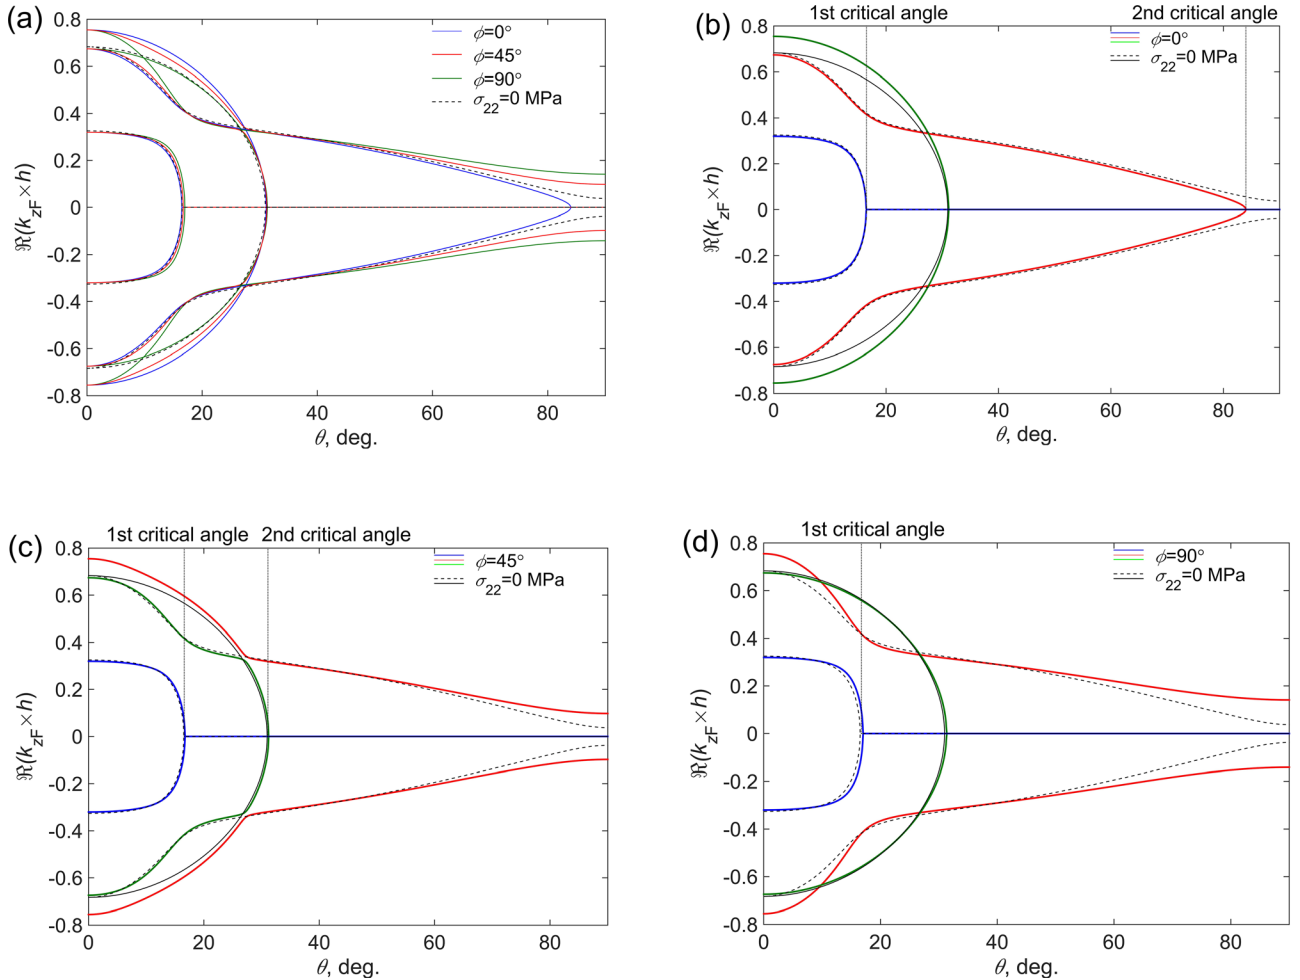 (a)
ϕ=0°
ϕ=45°
ϕ=90°
σ22=0 MPa
0.8
0.6
0.4
0.2
0
-0.2
-0.4
-0.6
-0.8
ℜ(kzF×h)
0 20 40 60 80
θ, deg.
(b)
1st critical angle 2nd critical angle
ϕ=0°
σ22=0 MPa
0.8
0.6
0.4
0.2
0
-0.2
-0.4
-0.6
-0.8
ℜ(kzF×h)
0 20 40 60 80
θ, deg.
(c)
1st critical angle 2nd critical angle
ϕ=45°
σ22=0 MPa
0.8
0.6
0.4
0.2
0
-0.2
-0.4
-0.6
-0.8
ℜ(kzF×h)
0 20 40 60 80
θ, deg.
(d)
1st critical angle
ϕ=90°
σ22=0 MPa
0.8
0.6
0.4
0.2
0
-0.2
-0.4
-0.6
-0.8
ℜ(kzF×h)
0 20 40 60 80
θ, deg.